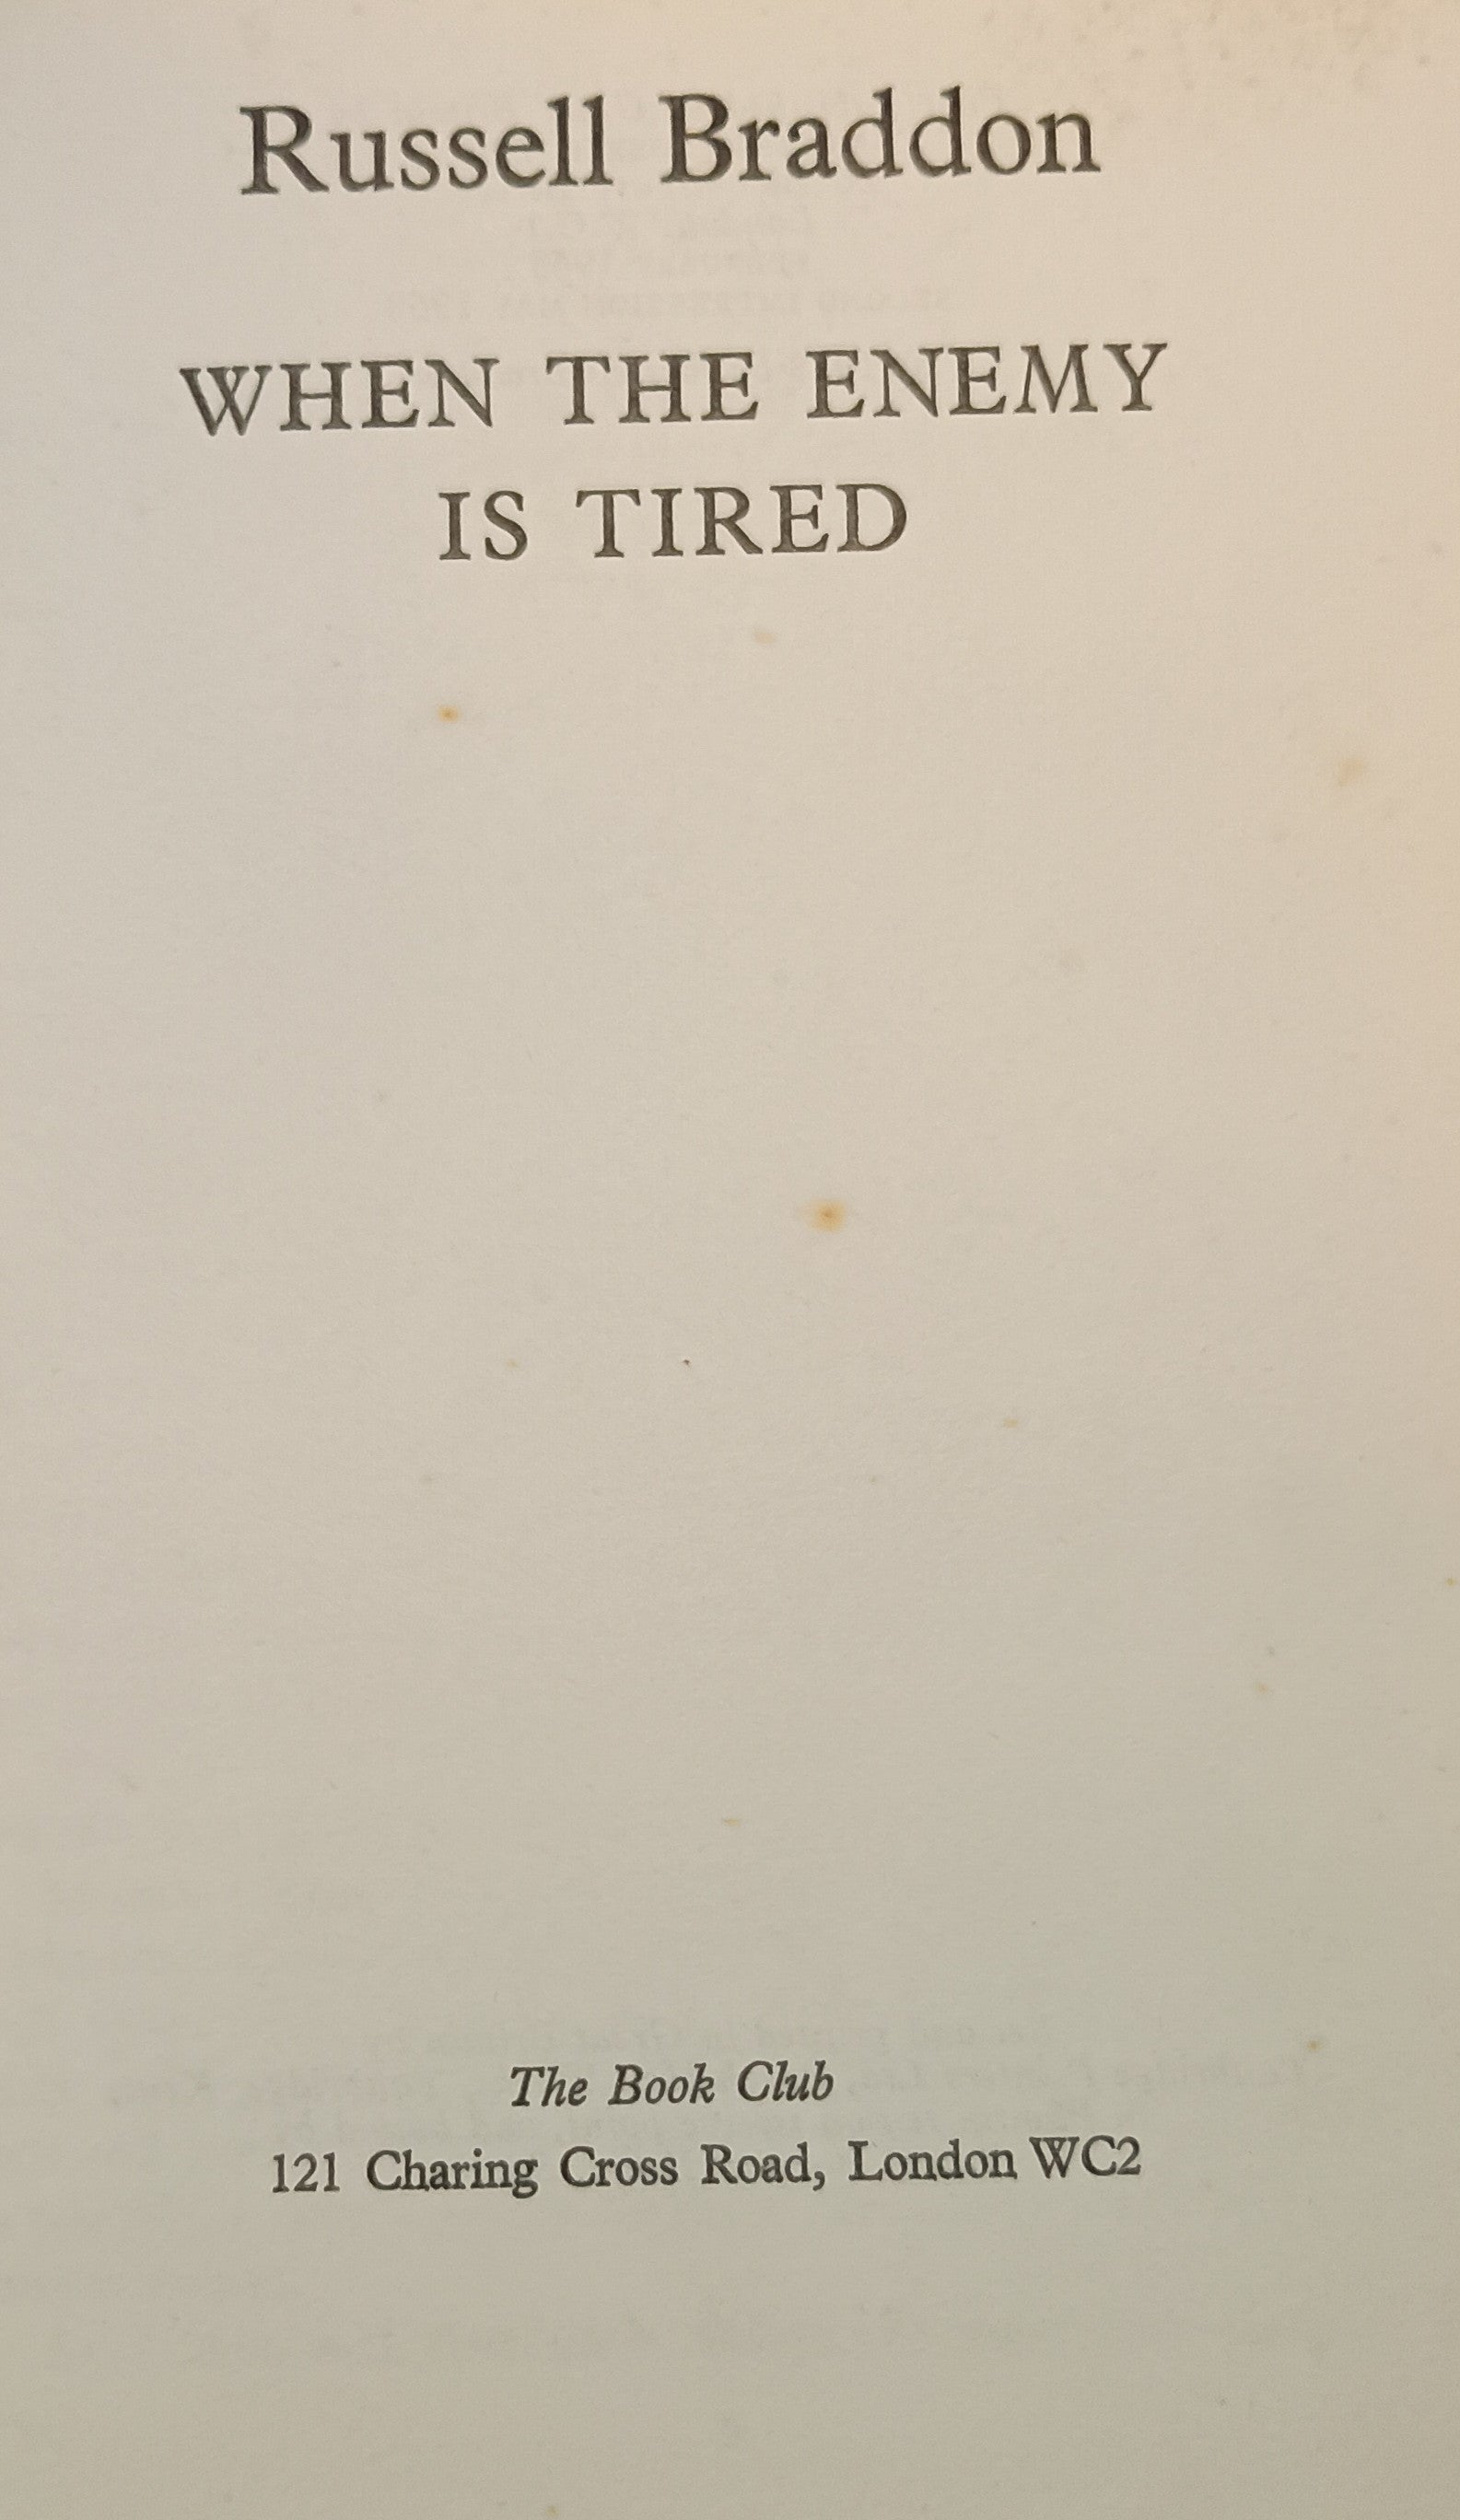 Russell Braddon
WHEN THE ENEMY
IS TIRED
The Book Club
121 Charing Cross Road, London WC2